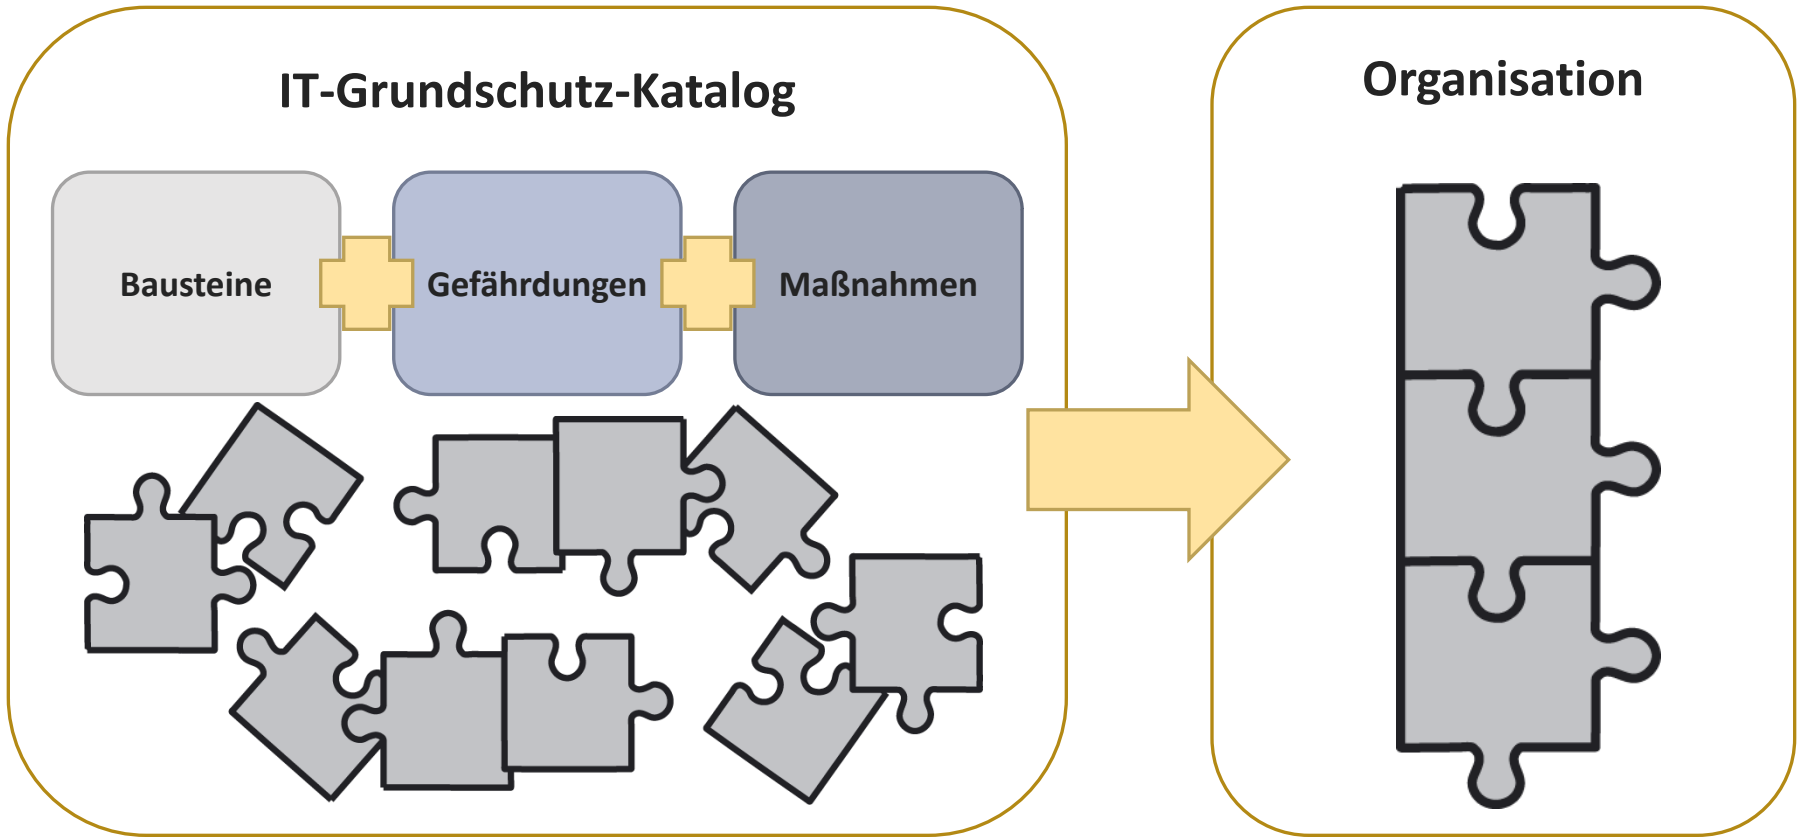 IT-Grundschutz-Katalog
Bausteine
Gefährdungen
Maßnahmen
Organisation